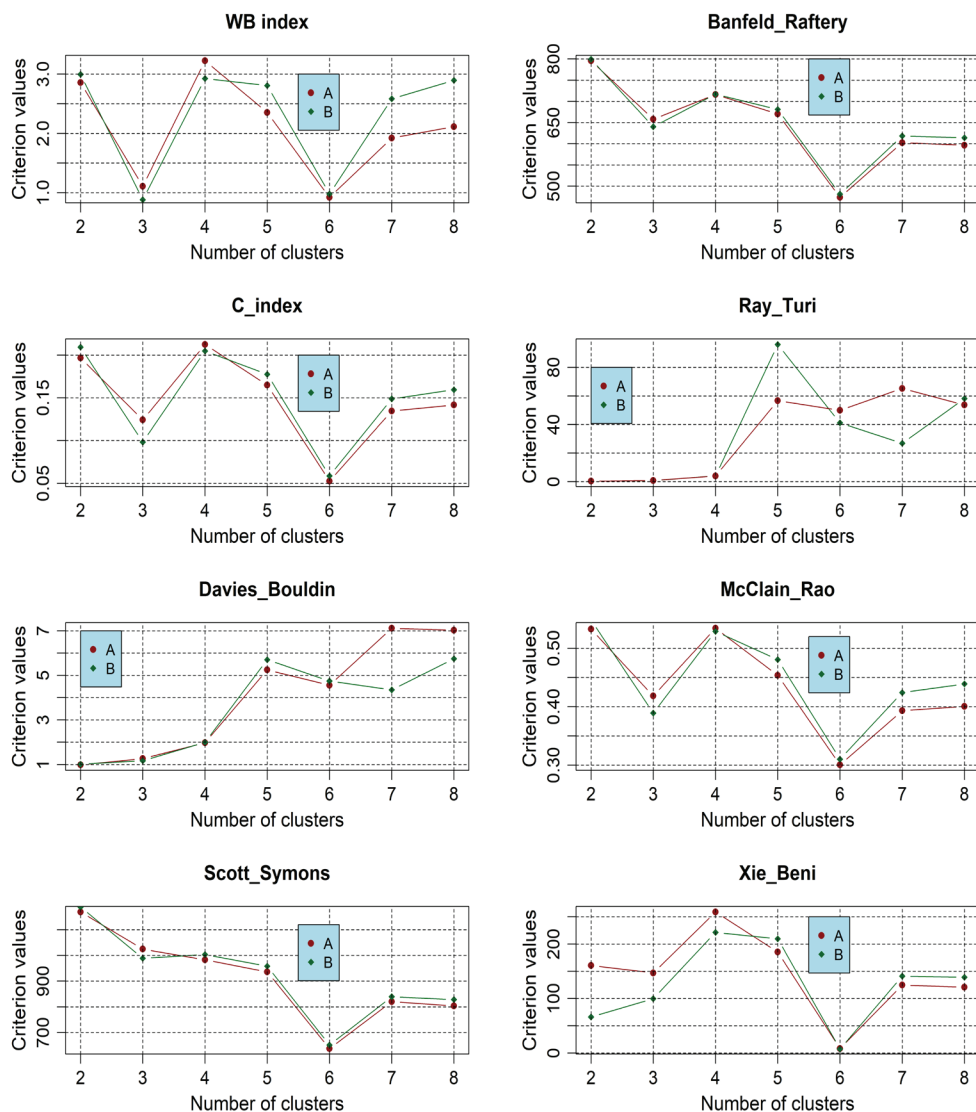 WB index
Criterion values
1.0 2.0 3.0
A
B
2 3 4 5 6 7 8
Number of clusters
Banfeld_Raftery
Criterion values
500 650 800
A
B
2 3 4 5 6 7 8
Number of clusters
C_index
Criterion values
0.05 0.15
A
B
2 3 4 5 6 7 8
Number of clusters
Ray_Turi
Criterion values
0 40 80
A
B
2 3 4 5 6 7 8
Number of clusters
Davies_Bouldin
Criterion values
1 3 5 7
A
B
2 3 4 5 6 7 8
Number of clusters
McClain_Rao
Criterion values
0.30 0.40 0.50
A
B
2 3 4 5 6 7 8
Number of clusters
Scott_Symons
Criterion values
700 900
A
B
2 3 4 5 6 7 8
Number of clusters
Xie_Beni
Criterion values
0 100 200
A
B
2 3 4 5 6 7 8
Number of clusters